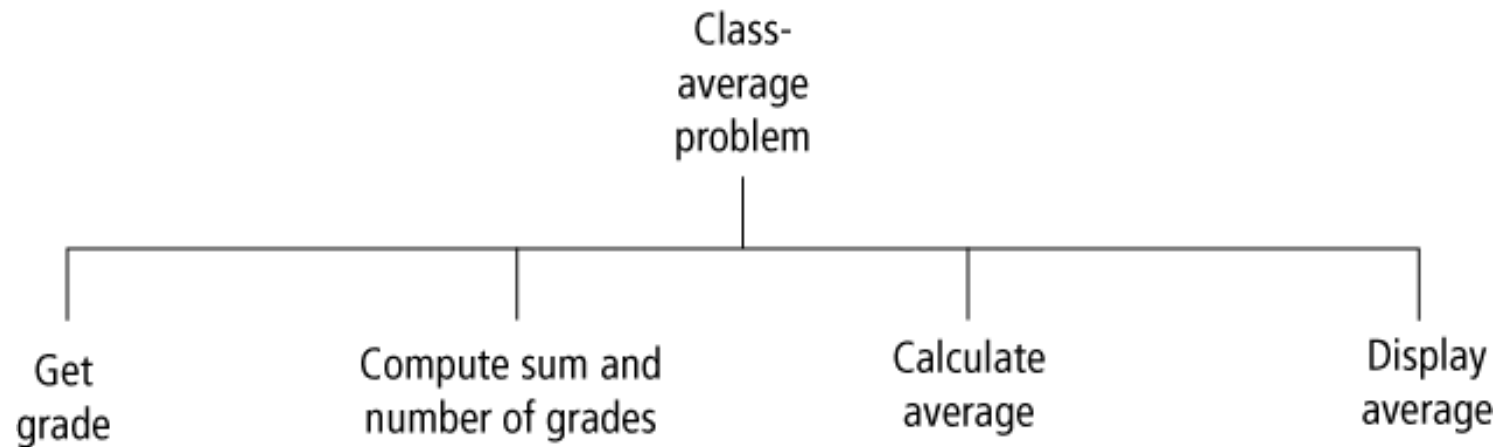 Class-
average
problem
Get
grade
Compute sum and
number of grades
Calculate
average
Display
average